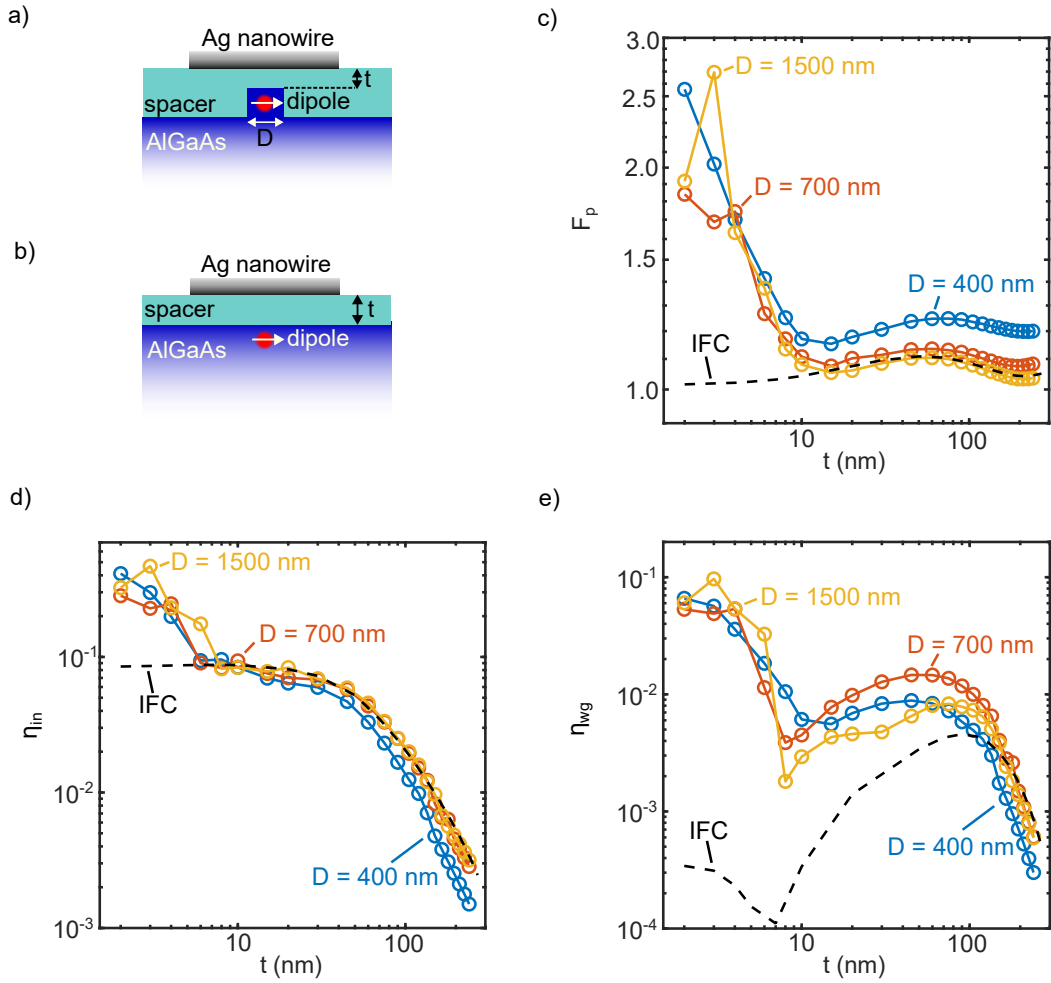 a)
Ag nanowire
t
spacer
dipole
D
AlGaAs
b)
Ag nanowire
spacer
t
AlGaAs
dipole
c)
3.0
2.5
2.0
1.5
1.0
F_p
D = 1500 nm
D = 700 nm
D = 400 nm
IFC
10
100
t (nm)
d)
10^-1
10^-2
10^-3
η_in
D = 1500 nm
D = 700 nm
IFC
D = 400 nm
10
100
t (nm)
e)
10^-1
10^-2
10^-3
10^-4
η_wg
D = 1500 nm
D = 700 nm
IFC
D = 400 nm
10
100
t (nm)